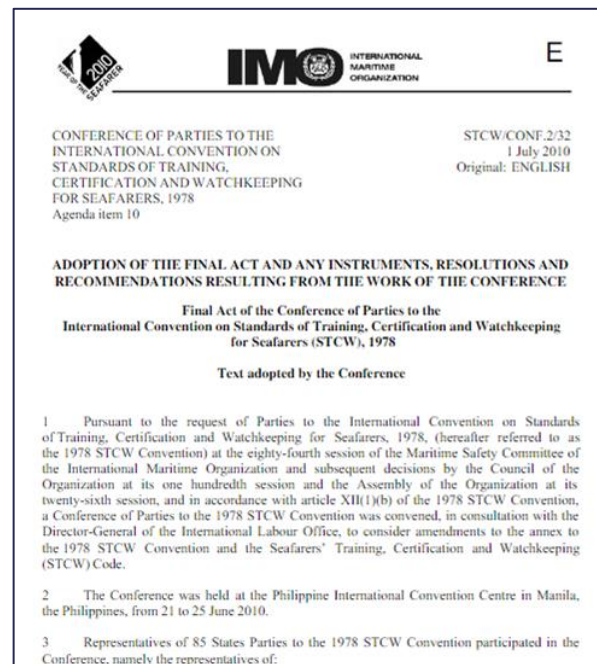 YEAR OF THE
2010
SEAFARER
IMO
INTERNATIONAL
MARITIME
ORGANIZATION
E
CONFERENCE OF PARTIES TO THE
INTERNATIONAL CONVENTION ON
STANDARDS OF TRAINING,
CERTIFICATION AND WATCHKEEPING
FOR SEAFARERS, 1978
Agenda item 10
STCW/CONF.2/32
1 July 2010
Original: ENGLISH
ADOPTION OF THE FINAL ACT AND ANY INSTRUMENTS, RESOLUTIONS AND
RECOMMENDATIONS RESULTING FROM THE WORK OF THE CONFERENCE
Final Act of the Conference of Parties to the
International Convention on Standards of Training, Certification and Watchkeeping
for Seafarers (STCW), 1978
Text adopted by the Conference
1 Pursuant to the request of Parties to the International Convention on Standards
of Training, Certification and Watchkeeping for Seafarers, 1978, (hereafter referred to as
the 1978 STCW Convention) at the eighty-fourth session of the Maritime Safety Committee of
the International Maritime Organization and subsequent decisions by the Council of the
Organization at its one hundredth session and the Assembly of the Organization at its
twenty-sixth session, and in accordance with article XII(1)(b) of the 1978 STCW Convention,
a Conference of Parties to the 1978 STCW Convention was convened, in consultation with the
Director-General of the International Labour Office, to consider amendments to the annex to
the 1978 STCW Convention and the Seafarers' Training, Certification and Watchkeeping
(STCW) Code.
2 The Conference was held at the Philippine International Convention Centre in Manila,
the Philippines, from 21 to 25 June 2010.
3 Representatives of 85 States Parties to the 1978 STCW Convention participated in the
Conference, namely the representatives of: